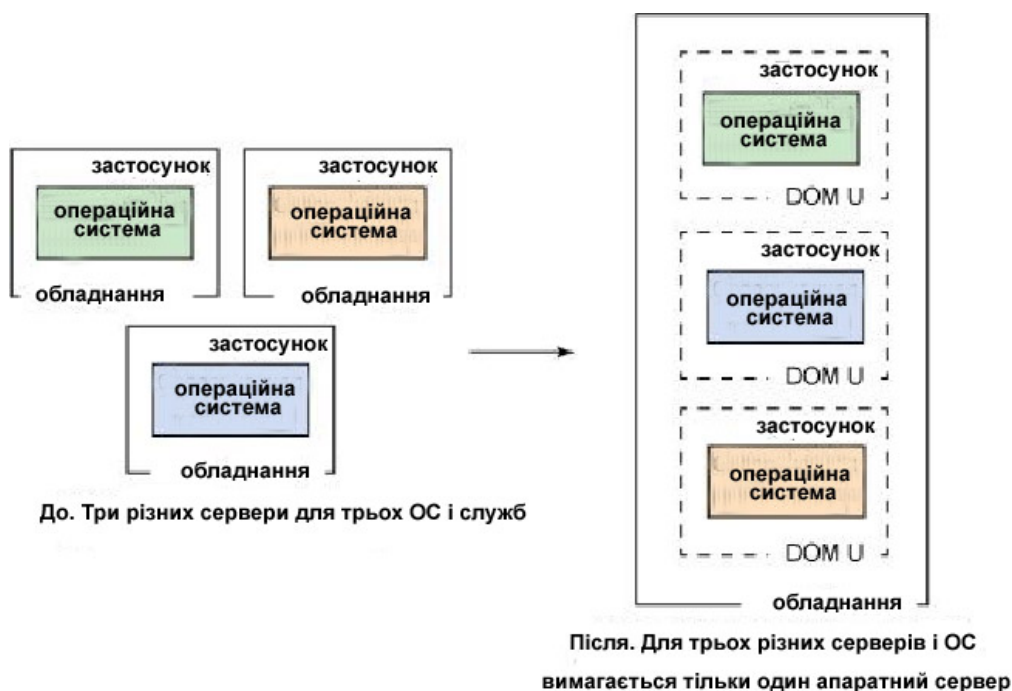 застосунок
операційна
система
обладнання
застосунок
операційна
система
обладнання
застосунок
операційна
система
обладнання
До. Три різних сервери для трьох ОС і служб
застосунок
операційна
система
DOM U
застосунок
операційна
система
DOM U
застосунок
операційна
система
DOM U
обладнання
Після. Для трьох різних серверів і ОС
вимагається тільки один апаратний сервер